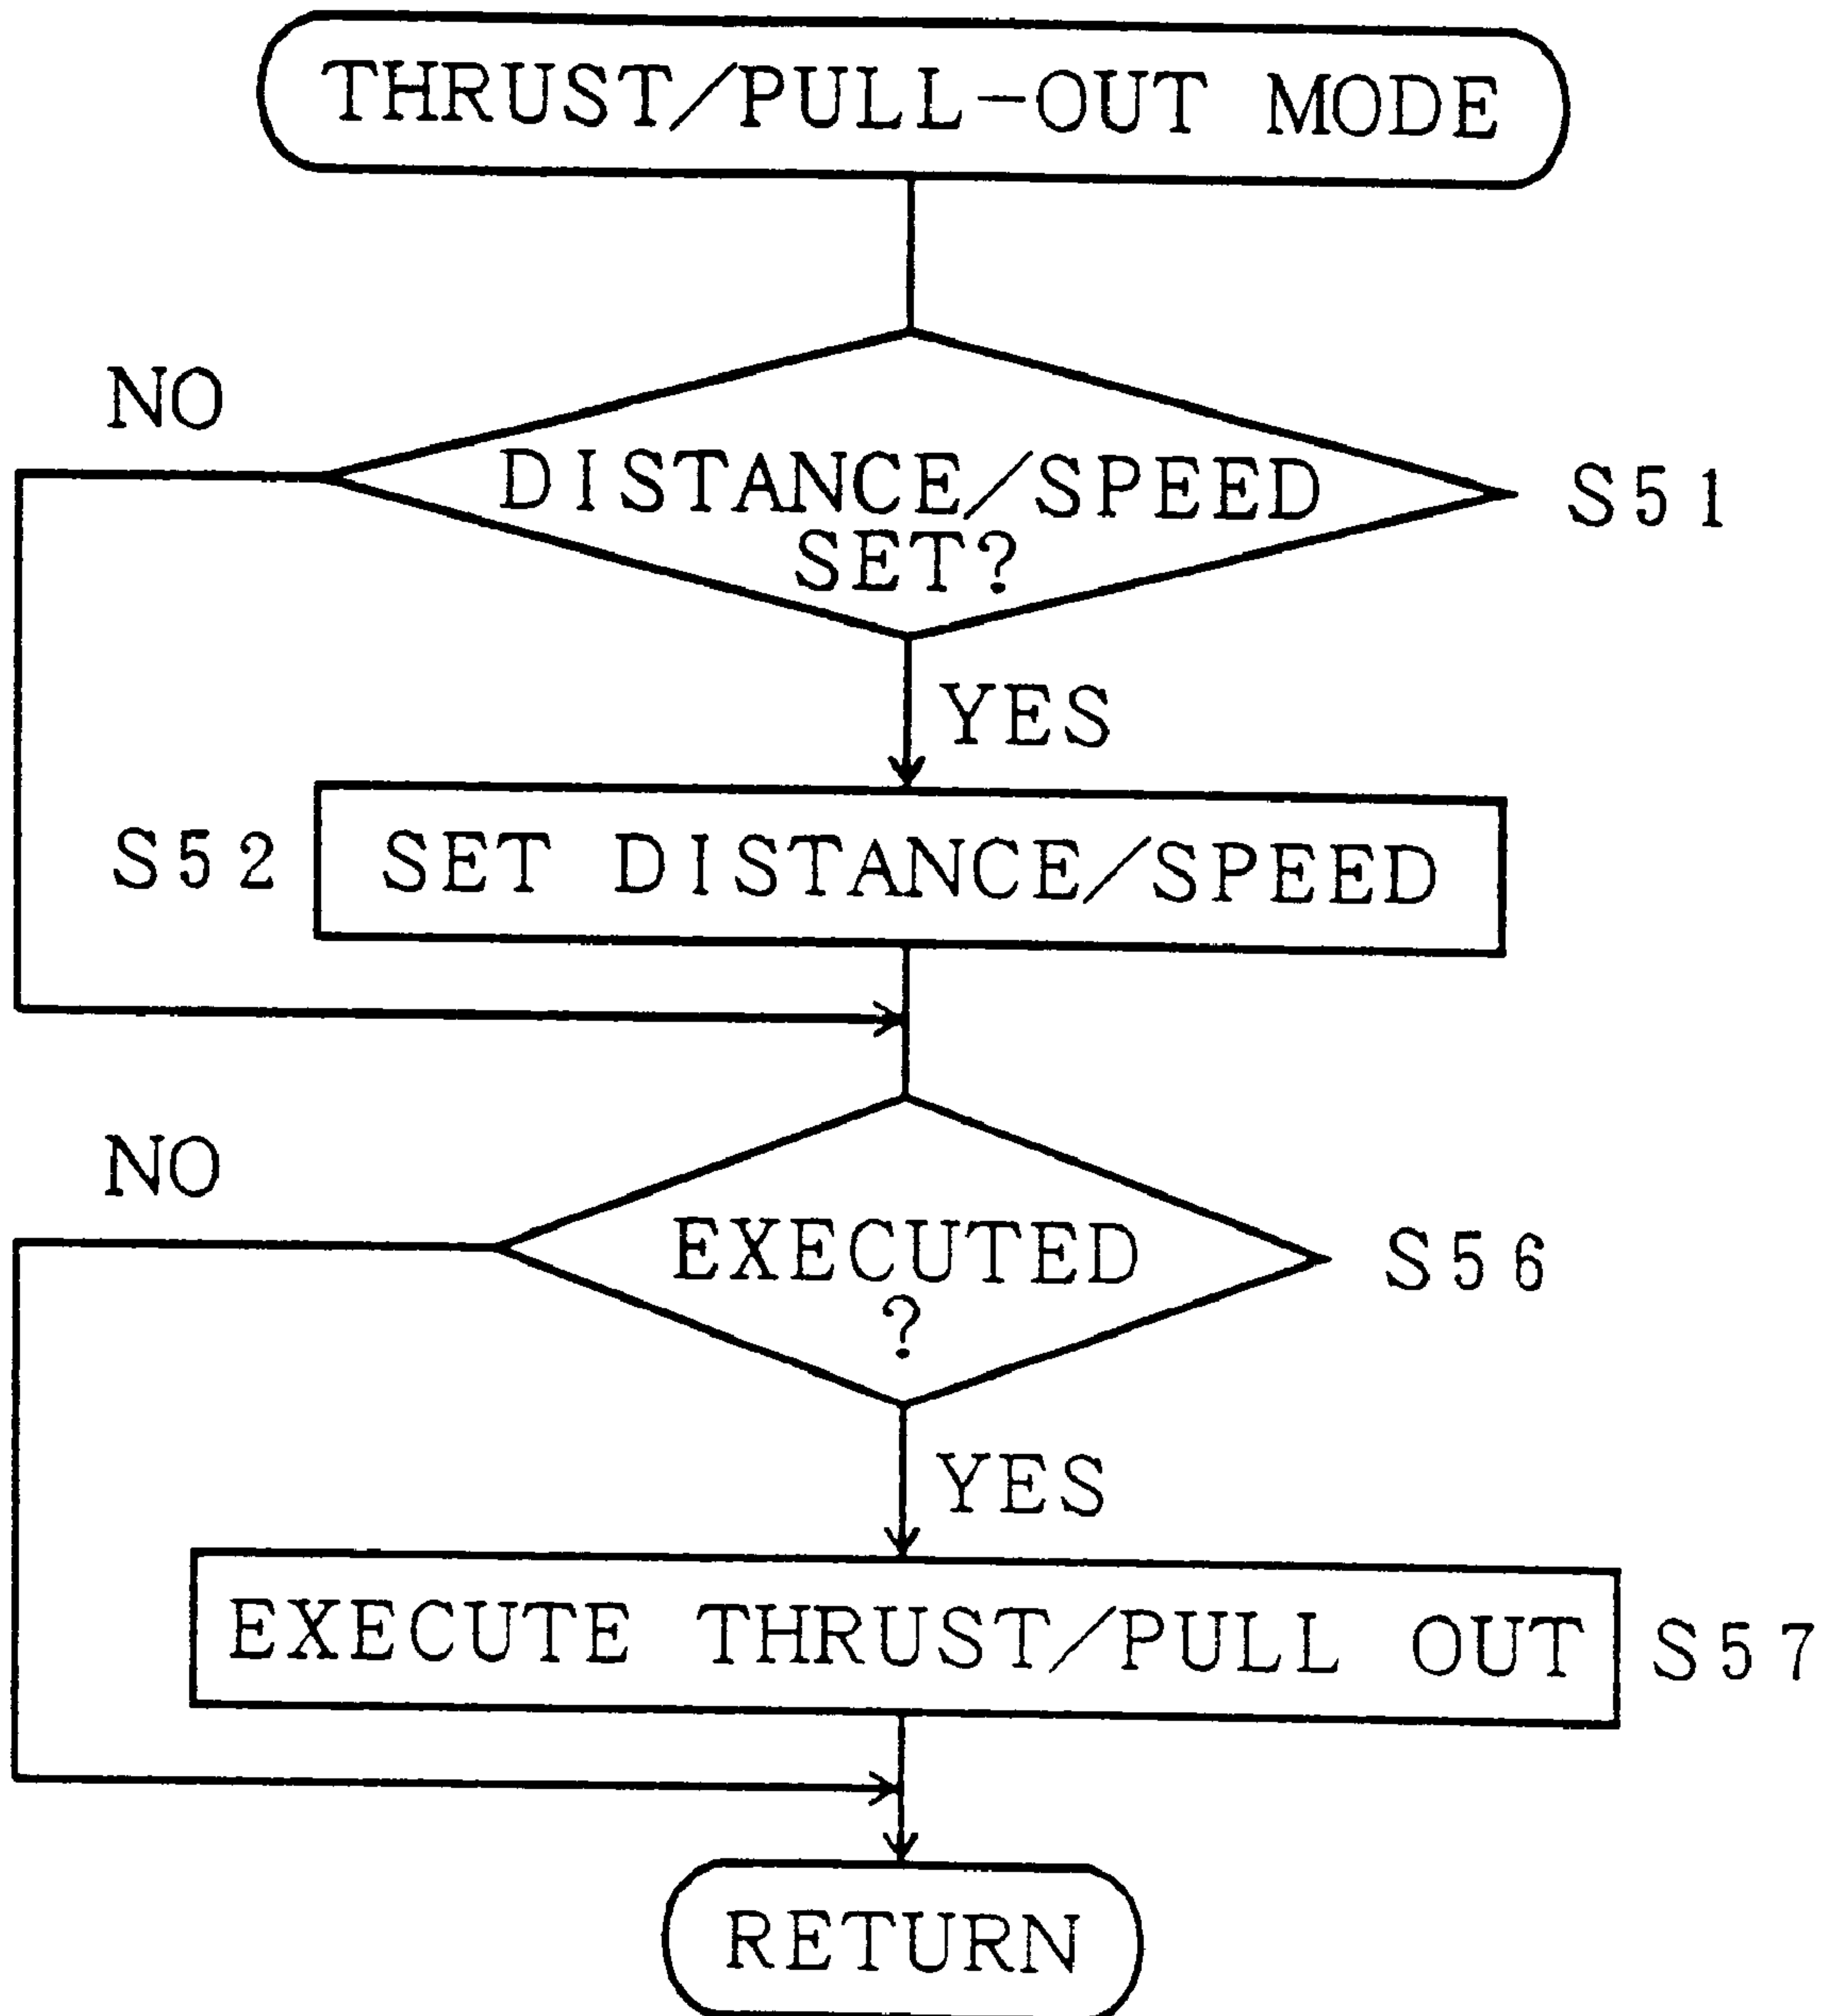 THRUST/PULL-OUT MODE
NO
DISTANCE/SPEED
SET?
S51
YES
S52
SET DISTANCE/SPEED
NO
EXECUTED
?
S56
YES
EXECUTE THRUST/PULL OUT
S57
RETURN